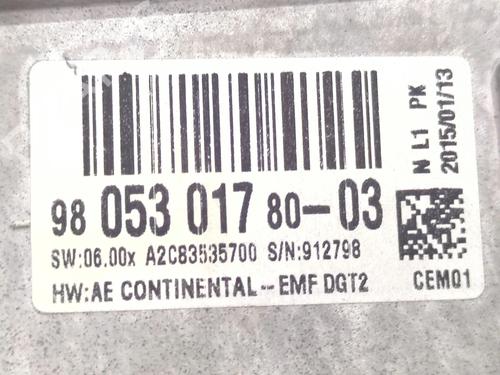 98 053 017 80-03
SW:06.00x A2C83535700 S/N:912798
HW:AE CONTINENTAL--EMF DGT2
N L1 PK
2015/01/13
CEMQ1